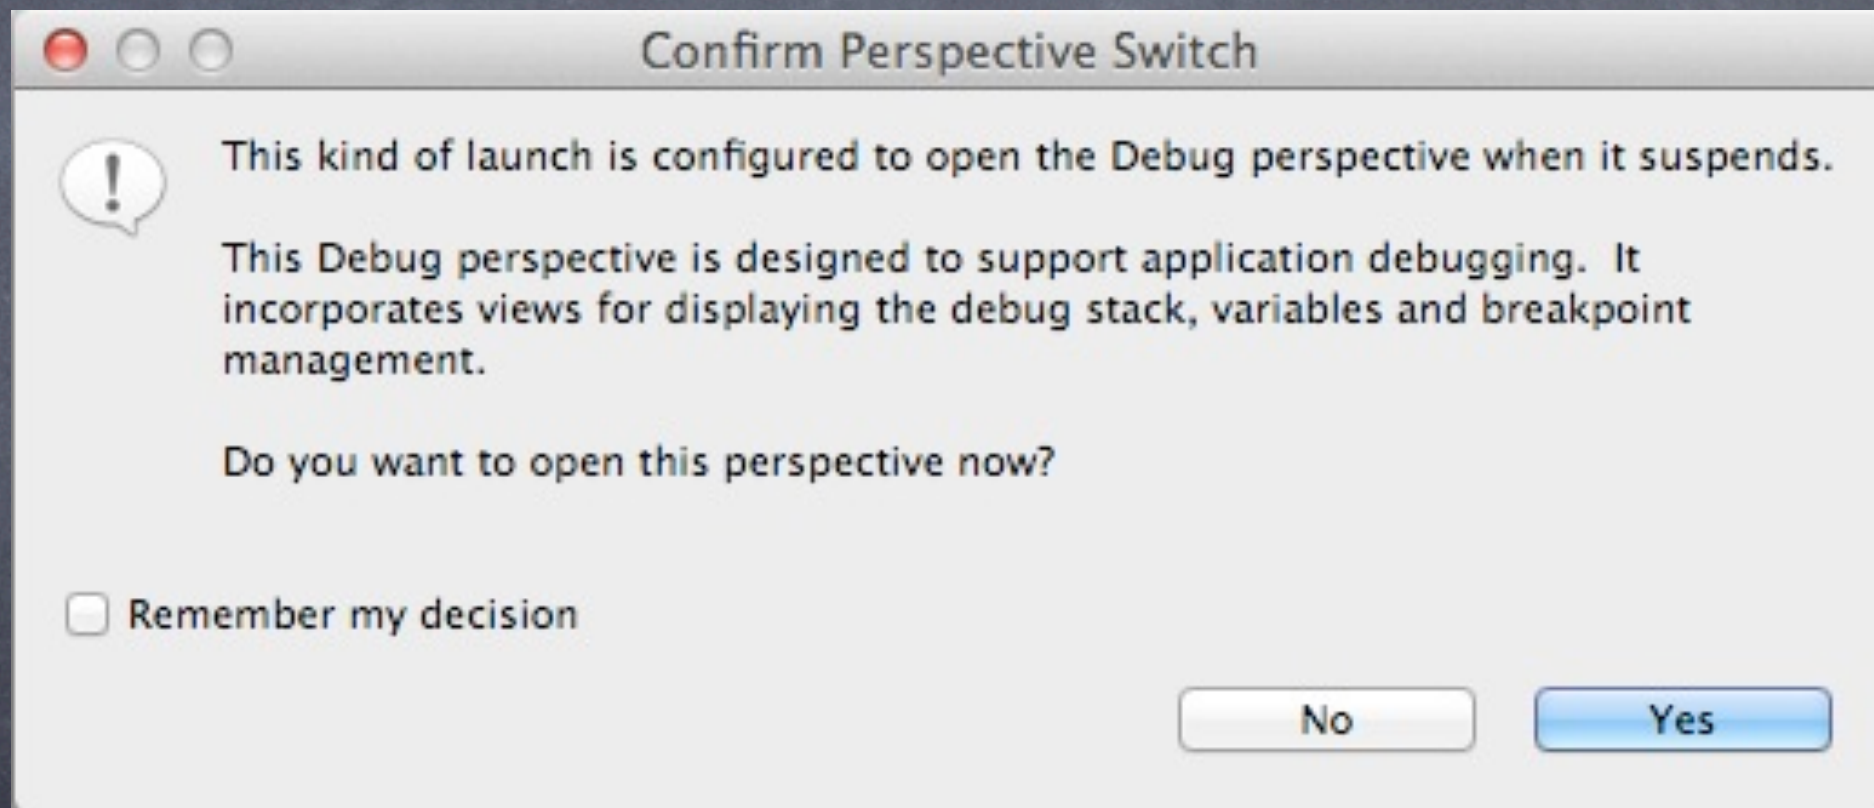 Confirm Perspective Switch
This kind of launch is configured to open the Debug perspective when it suspends.
This Debug perspective is designed to support application debugging.  It
incorporates views for displaying the debug stack, variables and breakpoint
management.
Do you want to open this perspective now?
Remember my decision
No
Yes